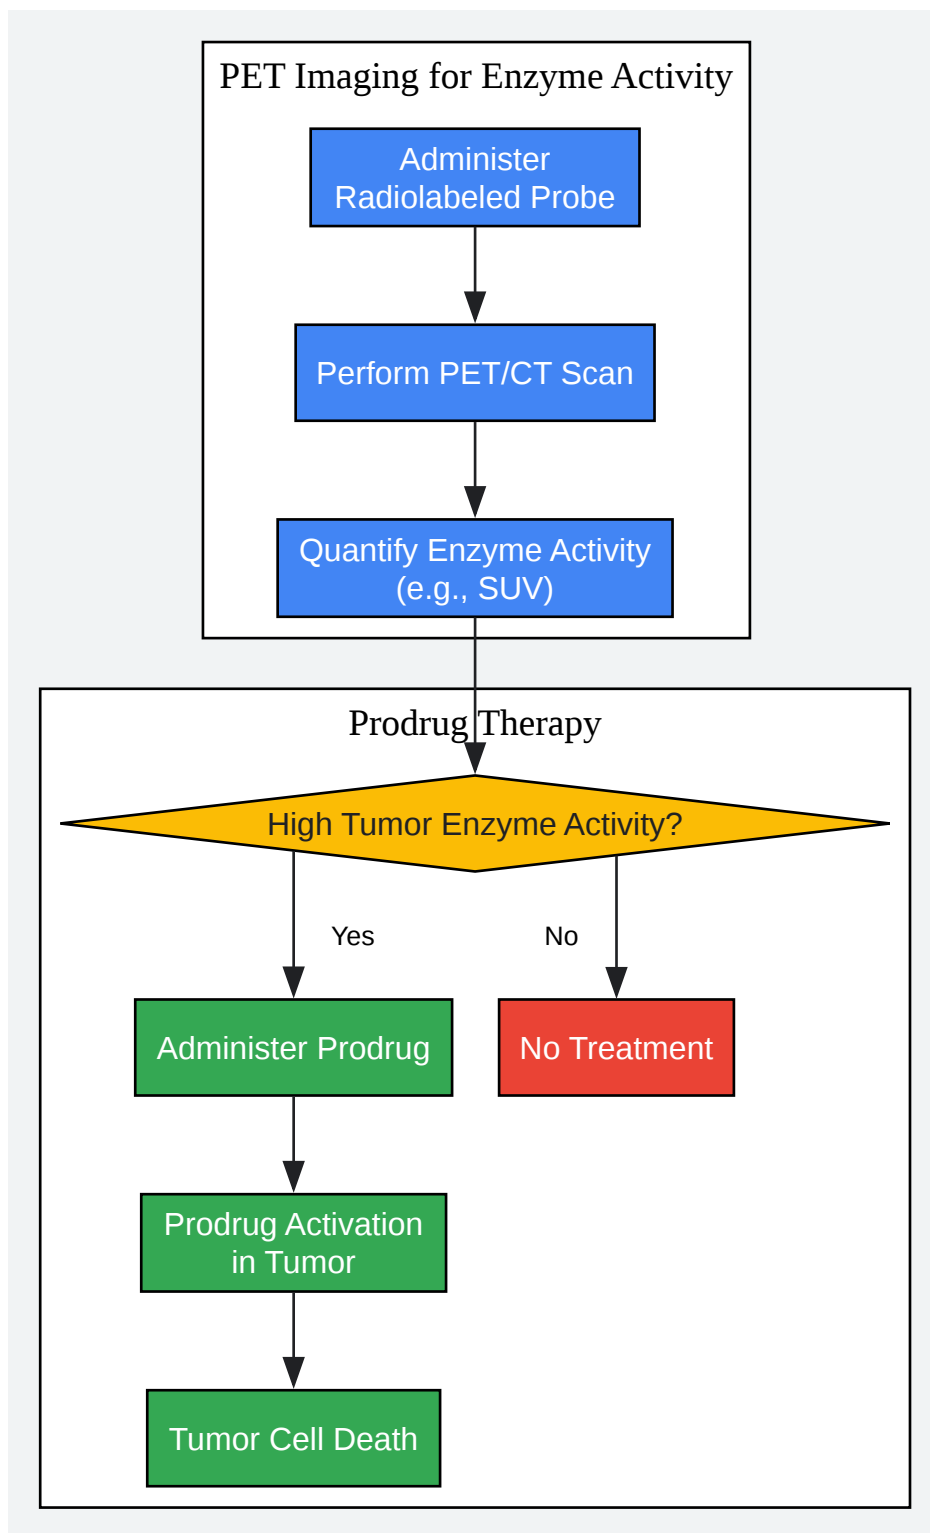 PET Imaging for Enzyme Activity
Administer
Radiolabeled Probe
Perform PET/CT Scan
Quantify Enzyme Activity
(e.g., SUV)
Prodrug Therapy
High Tumor Enzyme Activity?
Yes
No
Administer Prodrug
No Treatment
Prodrug Activation
in Tumor
Tumor Cell Death